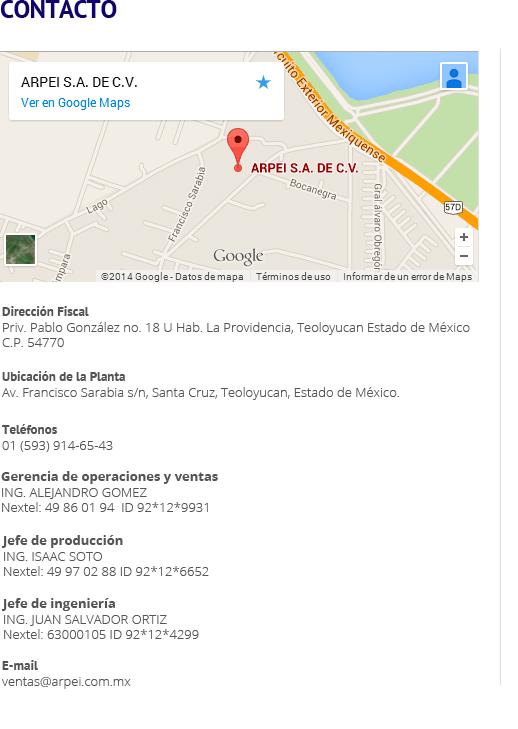 CONTACTO
ARPEI S.A. DE C.V.
Ver en Google Maps
Circuito Exterior Mexiquense
ARPEI S.A. DE C.V.
Bocanegra
Francisco Sarabia
Lago
Gral álvaro Obregón
57D
Google
©2014 Google - Datos de mapa Términos de uso Informar de un error de Maps
Dirección Fiscal
Priv. Pablo González no. 18 U Hab. La Providencia, Teoloyucan Estado de México
C.P. 54770
Ubicación de la Planta
Av. Francisco Sarabia s/n, Santa Cruz, Teoloyucan, Estado de México.
Teléfonos
01 (593) 914-65-43
Gerencia de operaciones y ventas
ING. ALEJANDRO GOMEZ
Nextel: 49 86 01 94 ID 92*12*9931
Jefe de producción
ING. ISAAC SOTO
Nextel: 49 97 02 88 ID 92*12*6652
Jefe de ingeniería
ING. JUAN SALVADOR ORTIZ
Nextel: 63000105 ID 92*12*4299
E-mail
ventas@arpei.com.mx